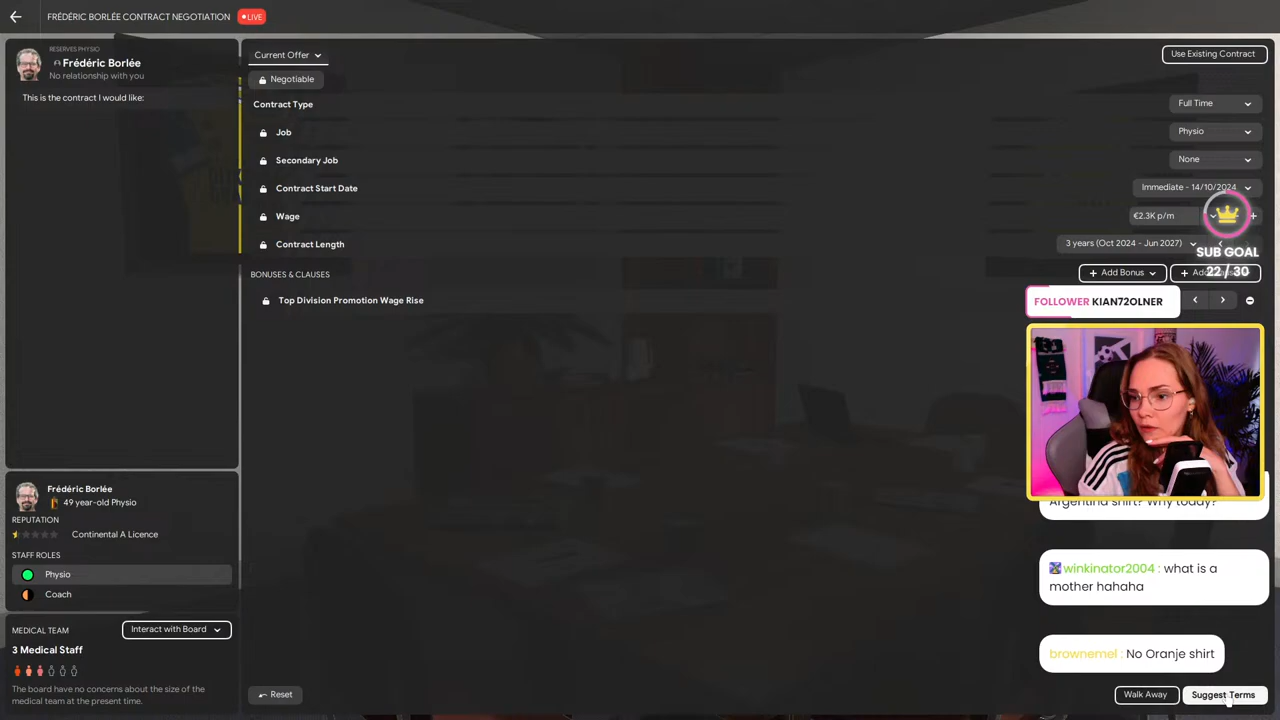 FRÉDÉRIC BORLÉE CONTRACT NEGOTIATION
LIVE
RESERVES PHYSIO
Frédéric Borlée
No relationship with you
This is the contract I would like:
Current Offer
Use Existing Contract
Negotiable
Contract Type
Full Time
Job
Physio
Secondary Job
None
Contract Start Date
Immediate - 14/10/2024
Wage
€2.3K p/m
Contract Length
3 years (Oct 2024 - Jun 2027)
SUB GOAL
22 / 30
BONUSES & CLAUSES
+ Add Bonus
+ Add
Top Division Promotion Wage Rise
FOLLOWER KIAN72OLNER
Frédéric Borlée
49 year-old Physio
REPUTATION
Continental A Licence
STAFF ROLES
Physio
Coach
MEDICAL TEAM
Interact with Board
3 Medical Staff
The board have no concerns about the size of the
medical team at the present time.
Argentina shirt? Why today?
winkinator2004 : what is a
mother hahaha
brownemel : No Oranje shirt
Reset
Walk Away
Suggest Terms